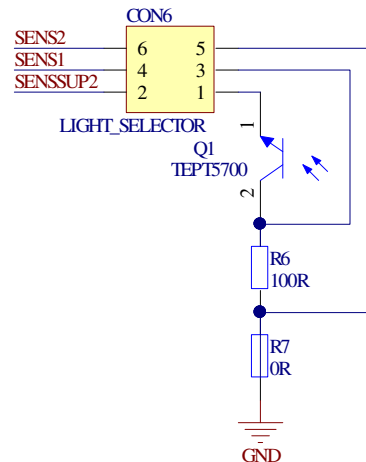 CON6
SENS2 6 5
SENS1 4 3
SENSSUP2 2 1
LIGHT_SELECTOR
1
Q1
TEPT5700
2
R6
100R
R7
0R
GND